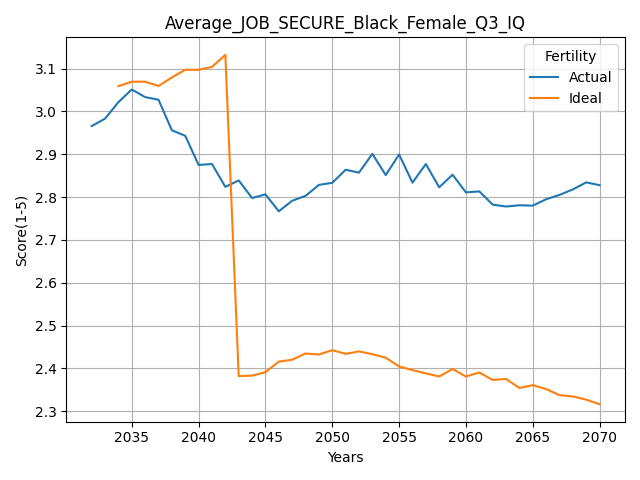 Average_JOB_SECURE_Black_Female_Q3_IQ
Fertility
Actual
Ideal
Score(1-5)
3.1
3.0
2.9
2.8
2.7
2.6
2.5
2.4
2.3
2035 2040 2045 2050 2055 2060 2065 2070
Years